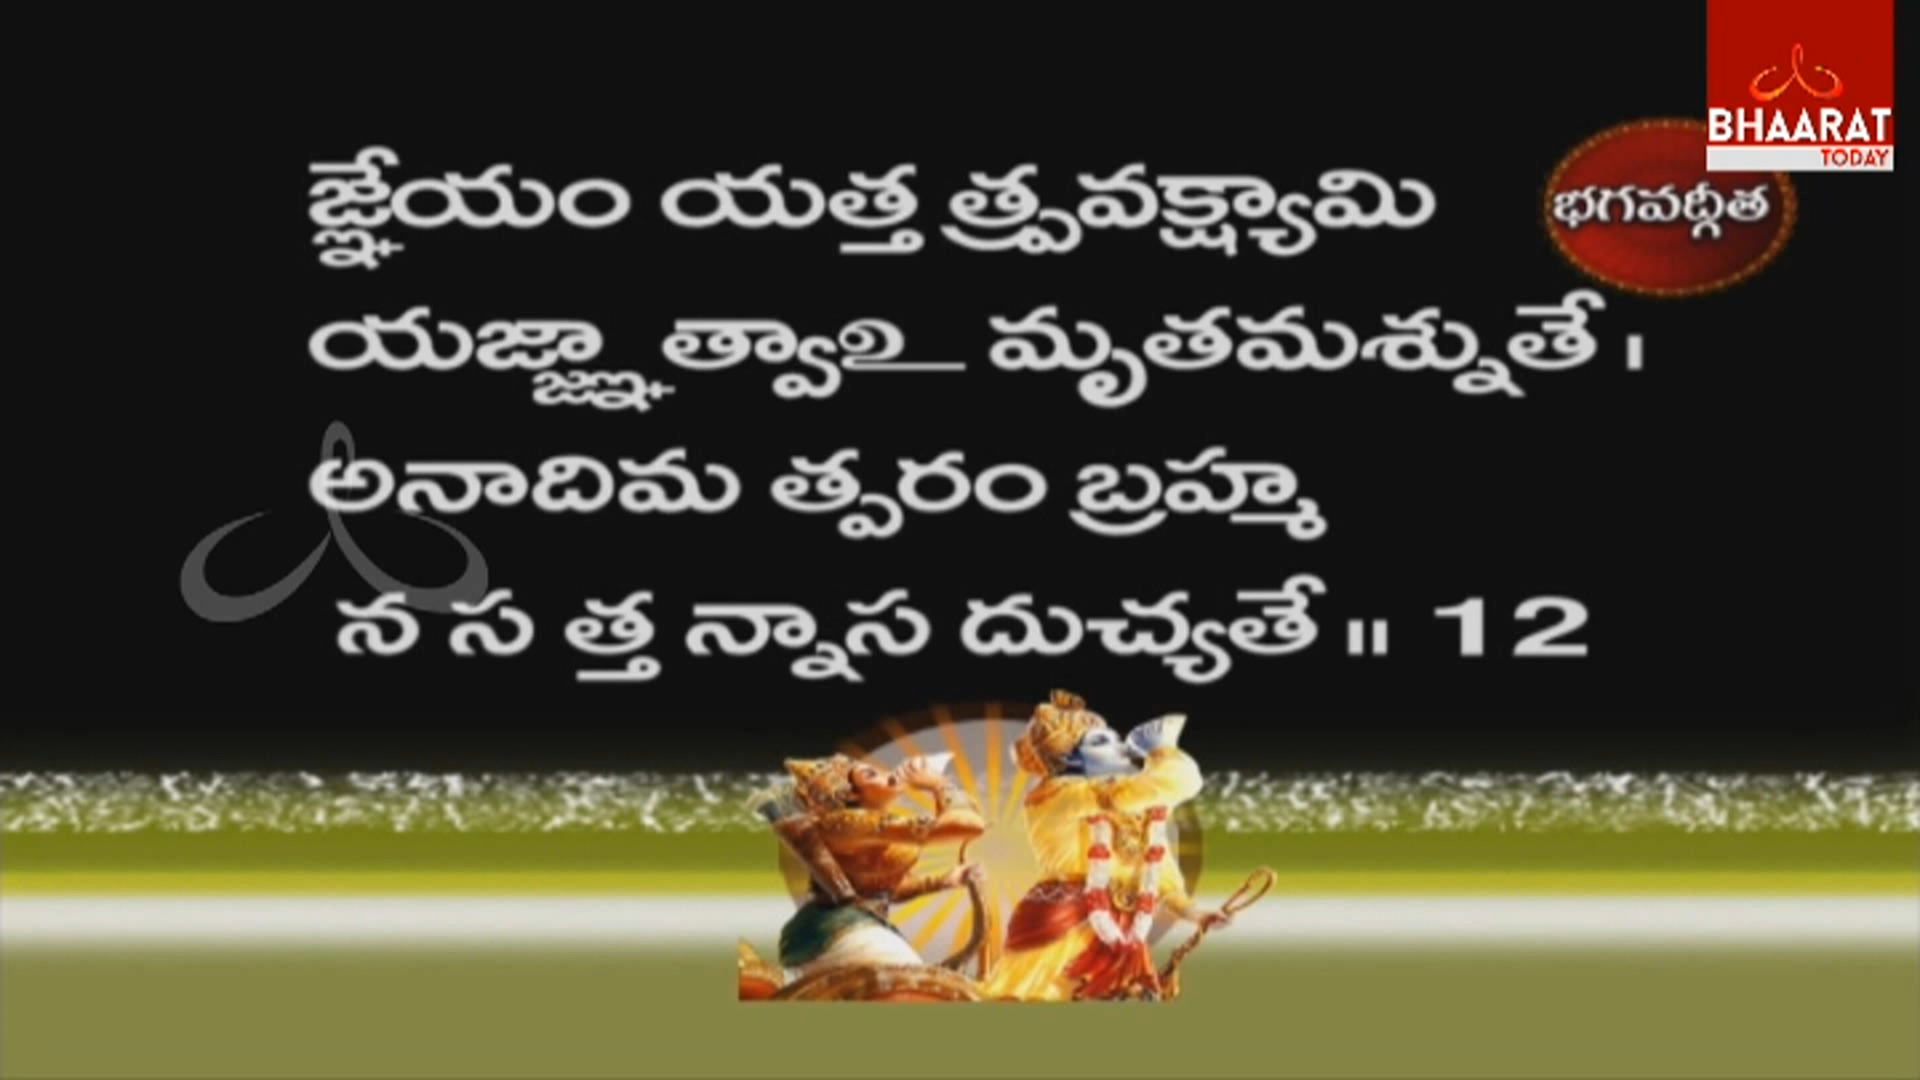 BHAARAT
TODAY
భగవద్గీత
జ్ఞేయం యత్త త్ప్రవక్ష్యామి
యజ్జ్ఞాత్వాఽ మృతమశ్నుతే ।
అనాదిమ త్పరం బ్రహ్మ
న స త్త న్నాస దుచ్యతే ॥ 12